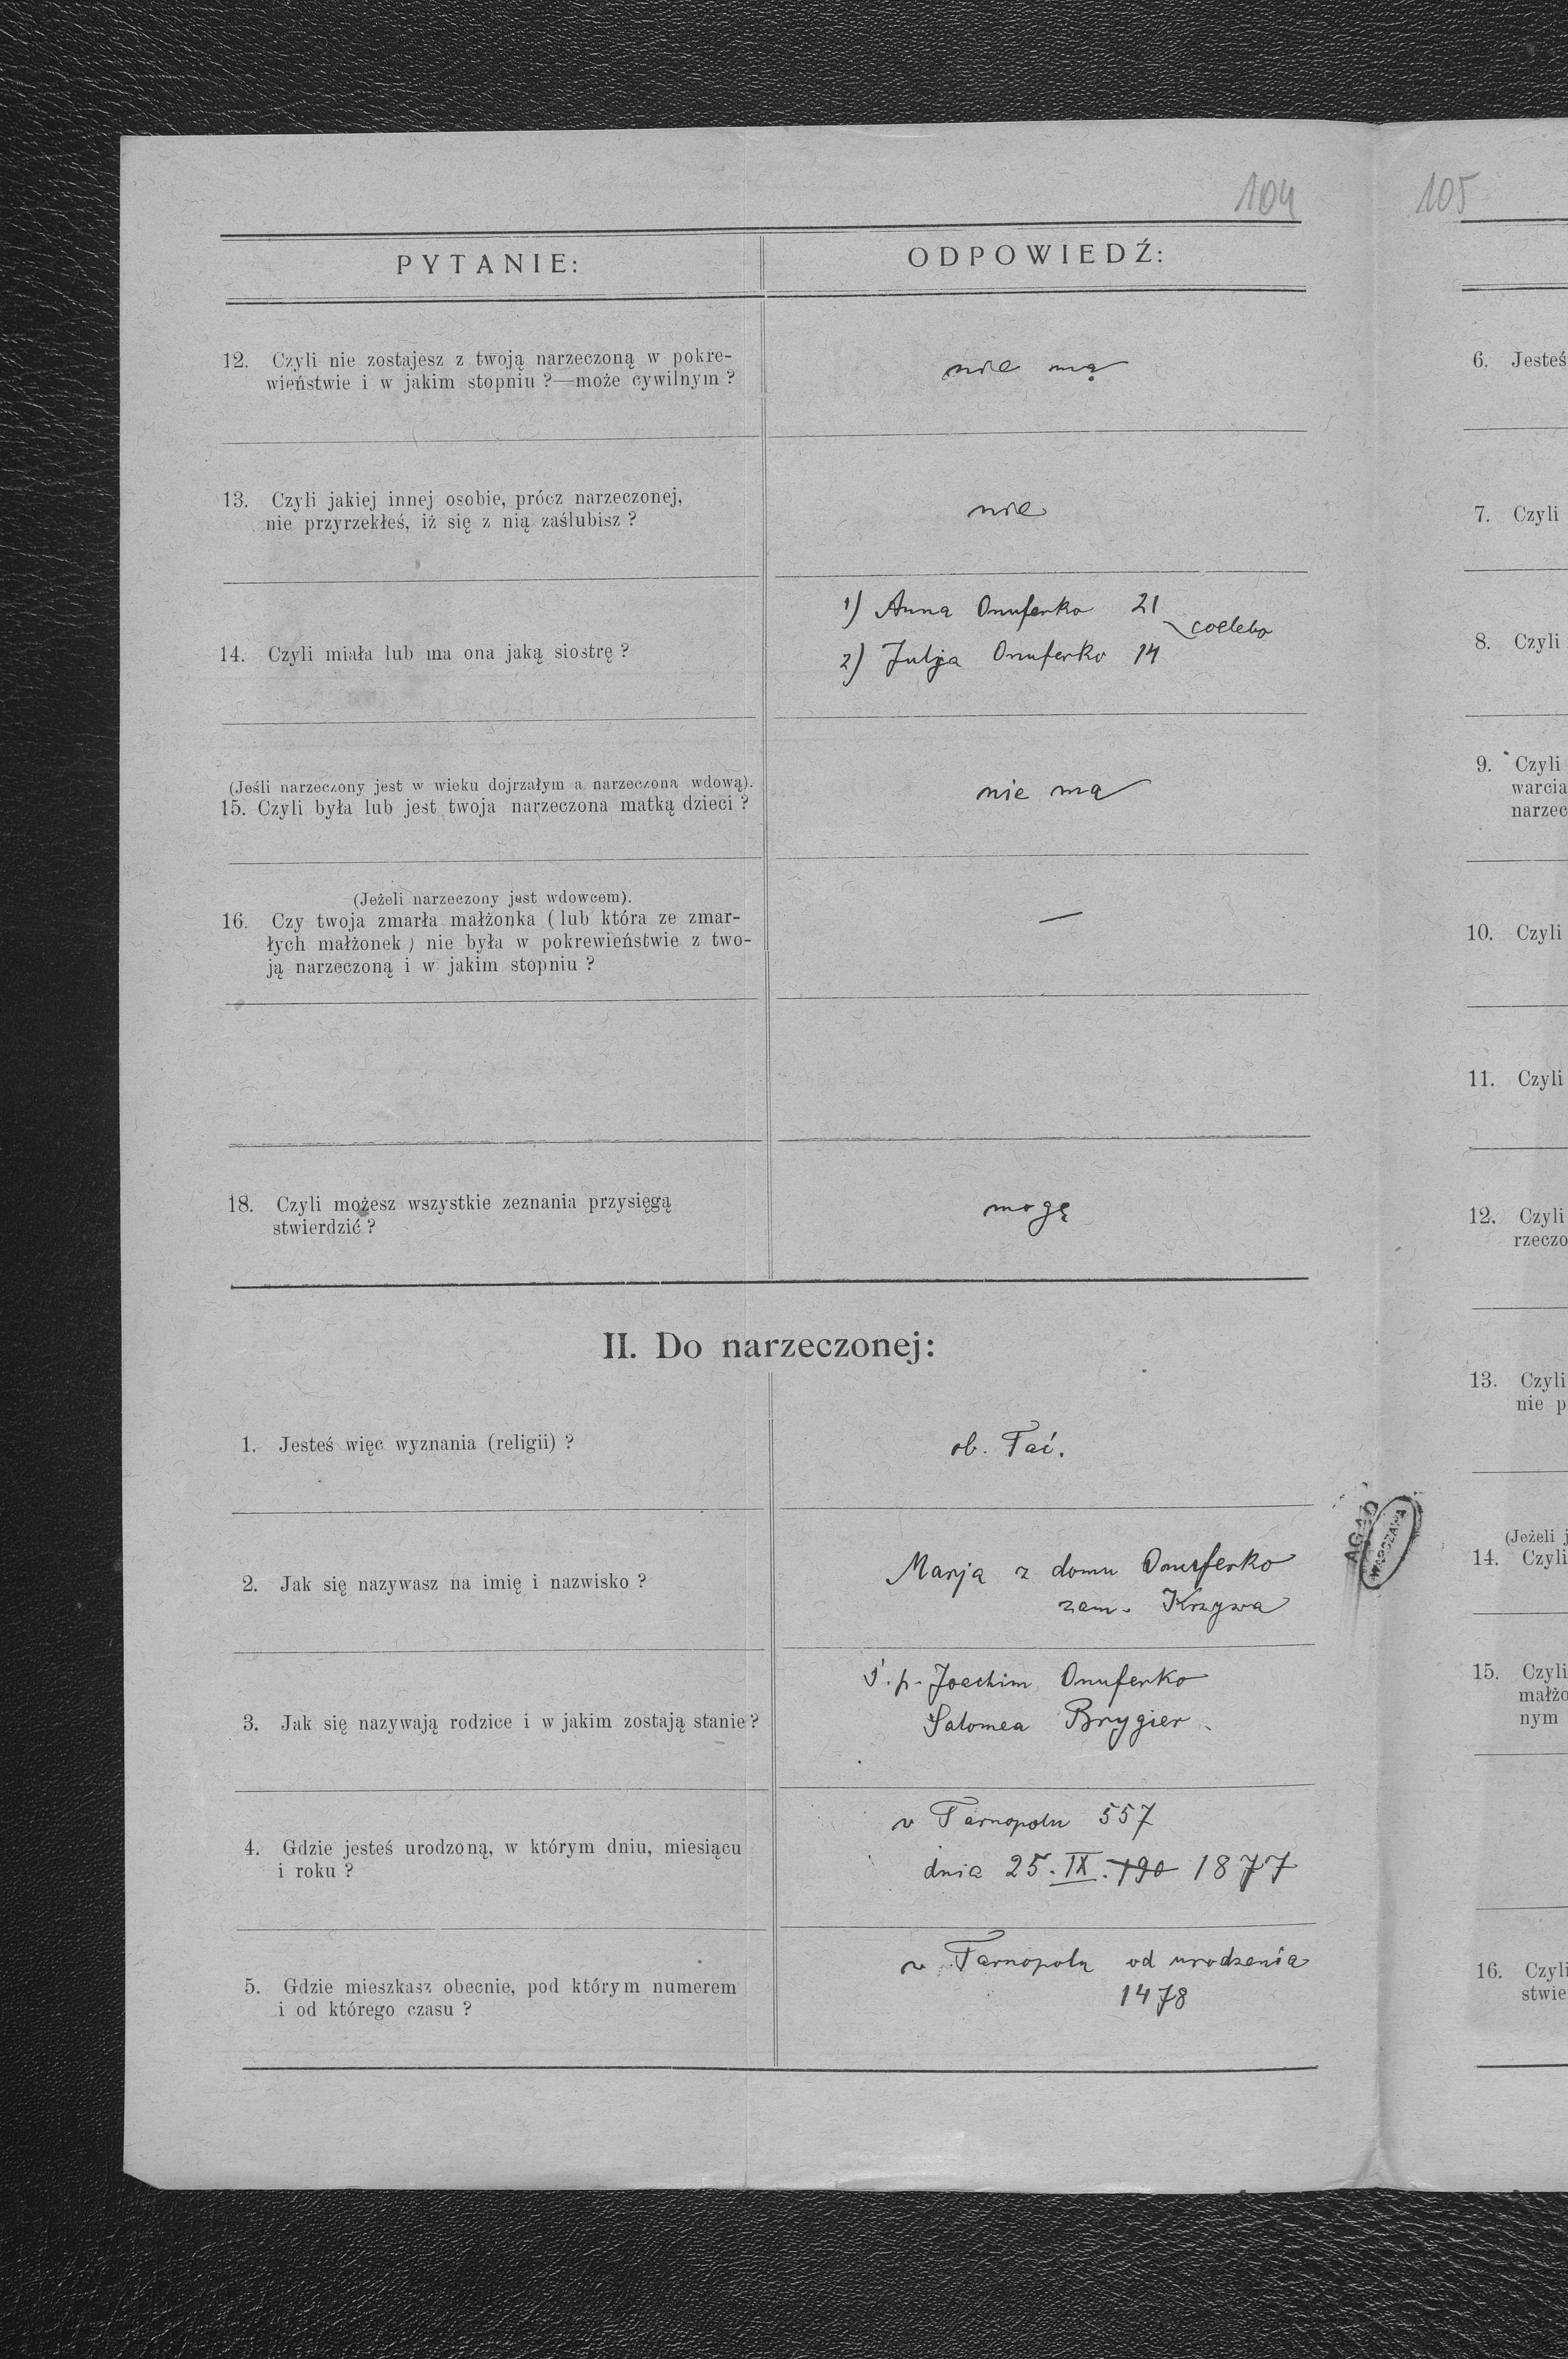 104
PYTANIE:
ODPOWIEDŹ:
12. Czyli nie zostajesz z twoją narzeczoną w pokre-
wieństwie i w jakim stopniu ?—może cywilnym ?
nie mą
13. Czyli jakiej innej osobie, prócz narzeczonej,
nie przyrzekłeś, iż się z nią zaślubisz ?
nie
14. Czyli miała lub ma ona jaką siostrę ?
1) Anna Onuferko 21
coelebs
2) Julja Onuferko 14
(Jeśli narzeczony jest w wieku dojrzałym a narzeczona wdową).
15. Czyli była lub jest twoja narzeczona matką dzieci ?
nie ma
(Jeżeli narzeczony jest wdowcem).
16. Czy twoja zmarła małżonka ( lub która ze zmar-
łych małżonek ) nie była w pokrewieństwie z two-
ją narzeczoną i w jakim stopniu ?
—
18. Czyli możesz wszystkie zeznania przysięgą
stwierdzić ?
mogę
II. Do narzeczonej:
1. Jesteś więc wyznania (religii) ?
ob. łać.
2. Jak się nazywasz na imię i nazwisko ?
Marja z domu Onuferko
zam. Krzywa
3. Jak się nazywają rodzice i w jakim zostają stanie ?
ś. p. Joachim Onuferko
Salomea Brygier
4. Gdzie jesteś urodzoną, w którym dniu, miesiącu
i roku ?
w Tarnopolu 557
dnia 25. IX. 190 1877
5. Gdzie mieszkasz obecnie, pod którym numerem
i od którego czasu ?
w Tarnopolu od urodzenia
1478
105
6. Jesteś
7. Czyli
8. Czyli
9. Czyli
warcia
narzec
10. Czyli
11. Czyli
12. Czyli
rzeczo
13. Czyli
nie p
(Jeżeli j
14. Czyli
15. Czyli
małżo
nym
16. Czyli
stwie
AGAD
WARSZAWA